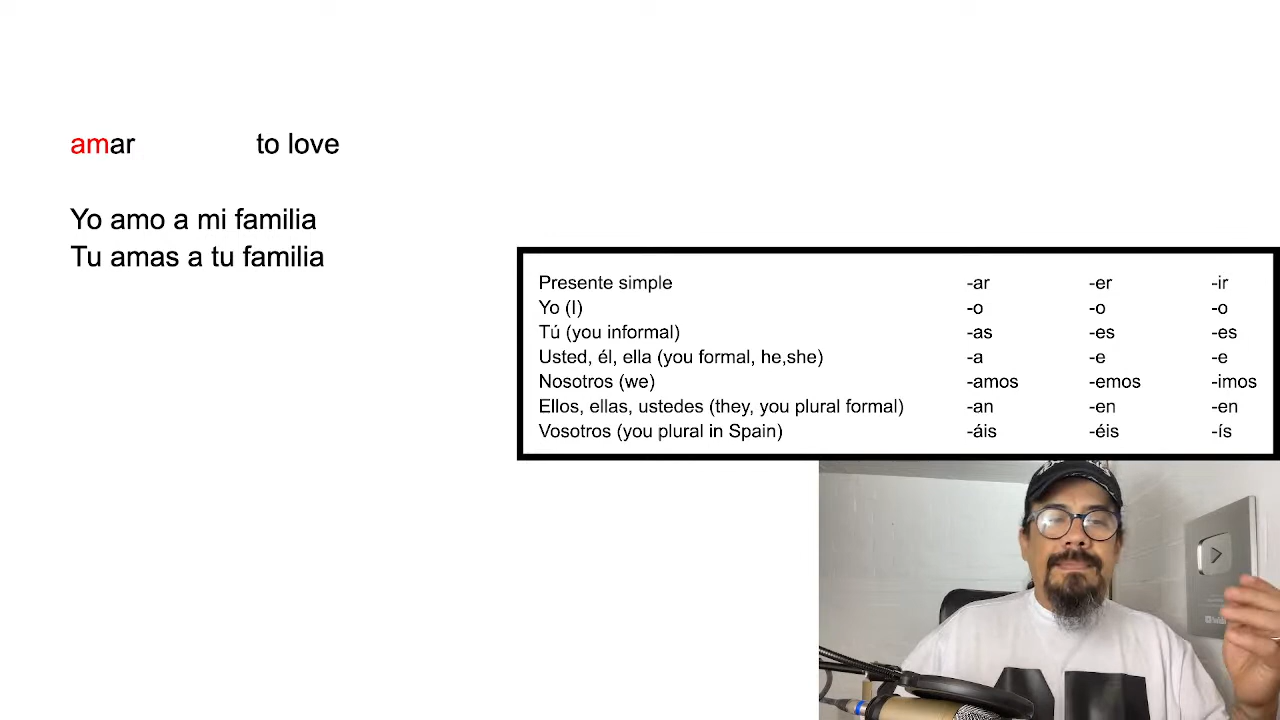 amar to love
Yo amo a mi familia
Tu amas a tu familia
Presente simple -ar -er -ir
Yo (I) -o -o -o
Tú (you informal) -as -es -es
Usted, él, ella (you formal, he,she) -a -e -e
Nosotros (we) -amos -emos -imos
Ellos, ellas, ustedes (they, you plural formal) -an -en -en
Vosotros (you plural in Spain) -áis -éis -ís